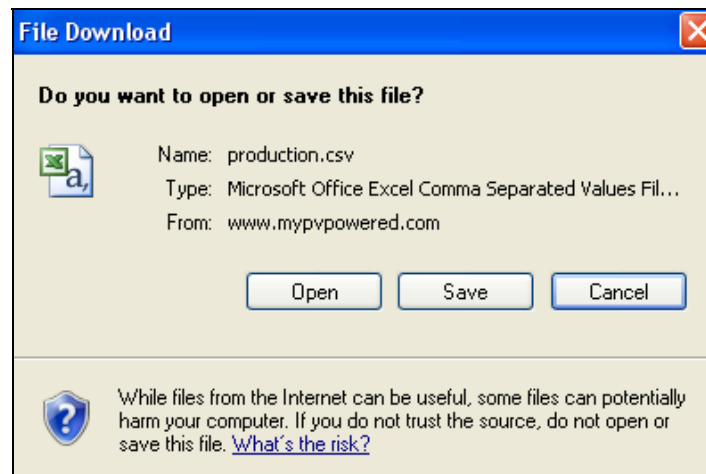 File Download
Do you want to open or save this file?
Name: production.csv
Type: Microsoft Office Excel Comma Separated Values Fil...
From: www.mypvpowered.com
Open Save Cancel
While files from the Internet can be useful, some files can potentially
harm your computer. If you do not trust the source, do not open or
save this file. What's the risk?